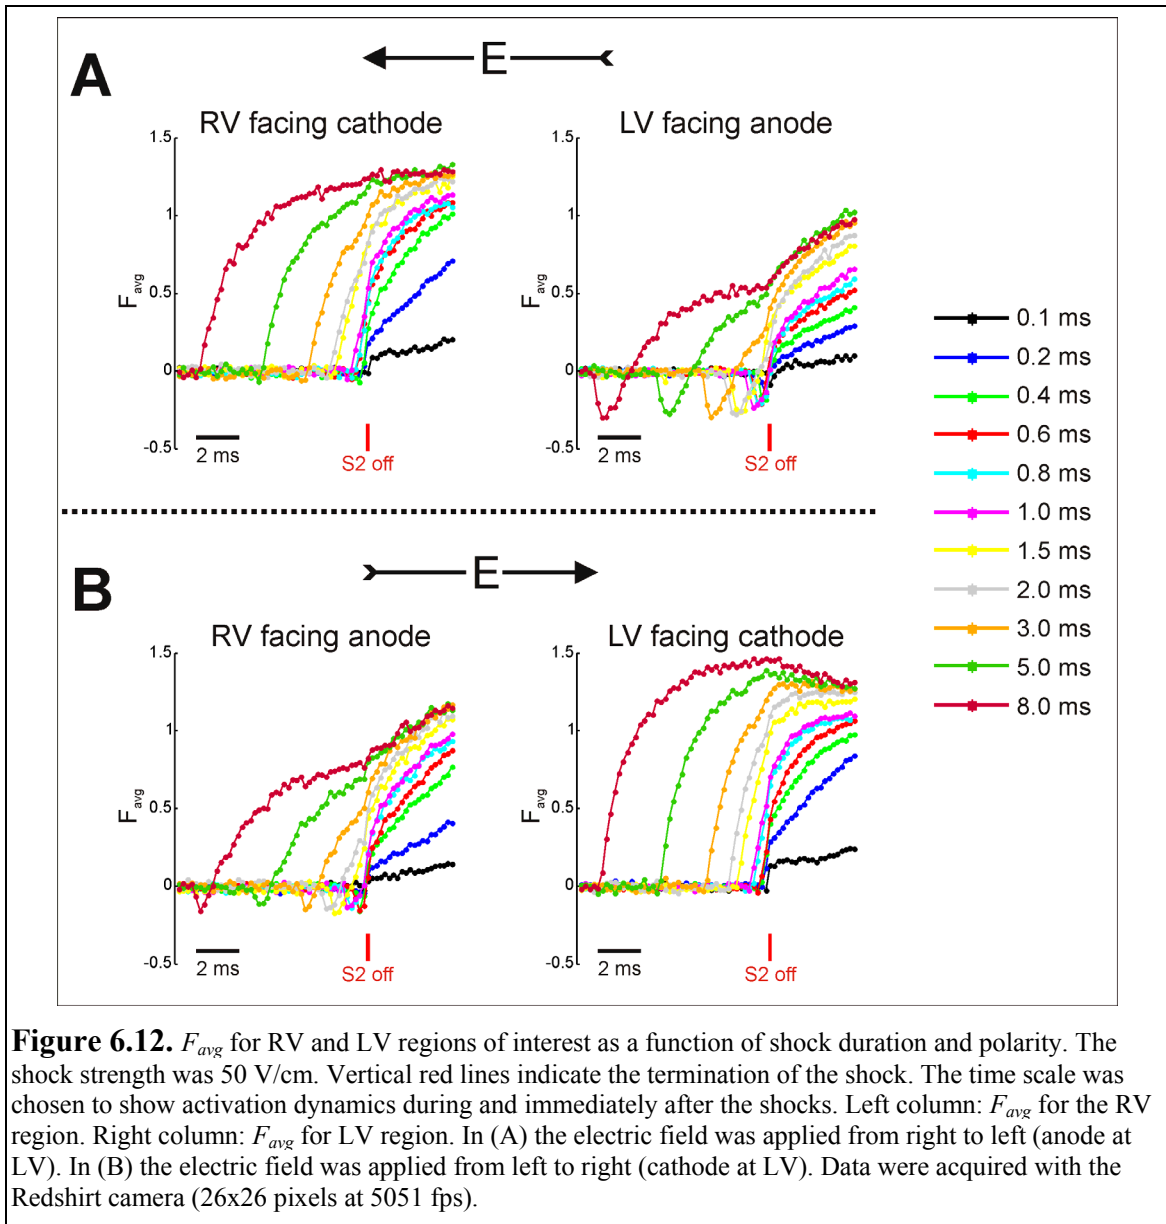 A
E
RV facing cathode
LV facing anode
1.5
1
0.5
0
-0.5
F_avg
2 ms
S2 off
1.5
1
0.5
0
-0.5
F_avg
2 ms
S2 off
0.1 ms
0.2 ms
0.4 ms
0.6 ms
0.8 ms
1.0 ms
1.5 ms
2.0 ms
3.0 ms
5.0 ms
8.0 ms
B
E
RV facing anode
LV facing cathode
1.5
1
0.5
0
-0.5
F_avg
2 ms
S2 off
1.5
1
0.5
0
-0.5
F_avg
2 ms
S2 off
Figure 6.12. F_avg for RV and LV regions of interest as a function of shock duration and polarity. The
shock strength was 50 V/cm. Vertical red lines indicate the termination of the shock. The time scale was
chosen to show activation dynamics during and immediately after the shocks. Left column: F_avg for the RV
region. Right column: F_avg for LV region. In (A) the electric field was applied from right to left (anode at
LV). In (B) the electric field was applied from left to right (cathode at LV). Data were acquired with the
Redshirt camera (26x26 pixels at 5051 fps).